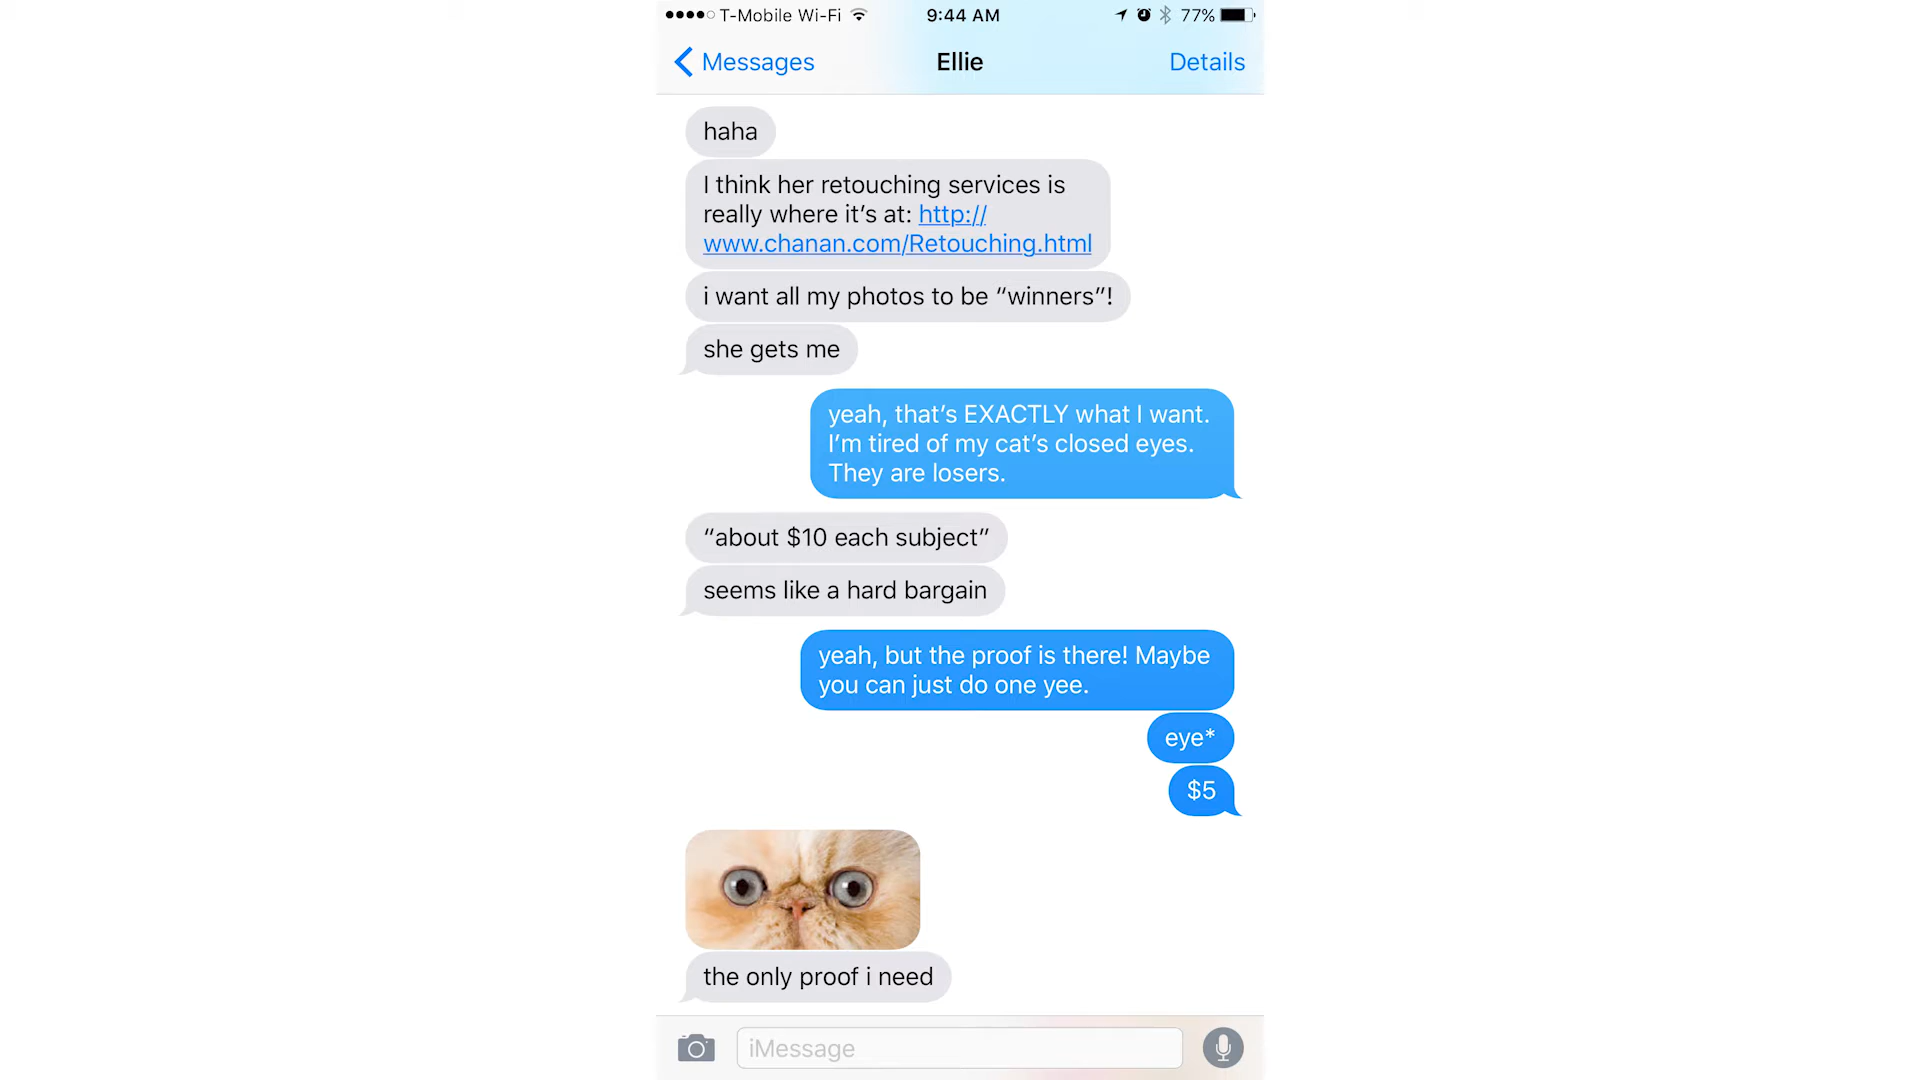 T-Mobile Wi-Fi 9:44 AM 77%
Messages Ellie Details
haha
I think her retouching services is
really where it’s at: http://
www.chanan.com/Retouching.html
i want all my photos to be “winners”!
she gets me
yeah, that’s EXACTLY what I want.
I’m tired of my cat’s closed eyes.
They are losers.
“about $10 each subject”
seems like a hard bargain
yeah, but the proof is there! Maybe
you can just do one yee.
eye*
$5
the only proof i need
iMessage